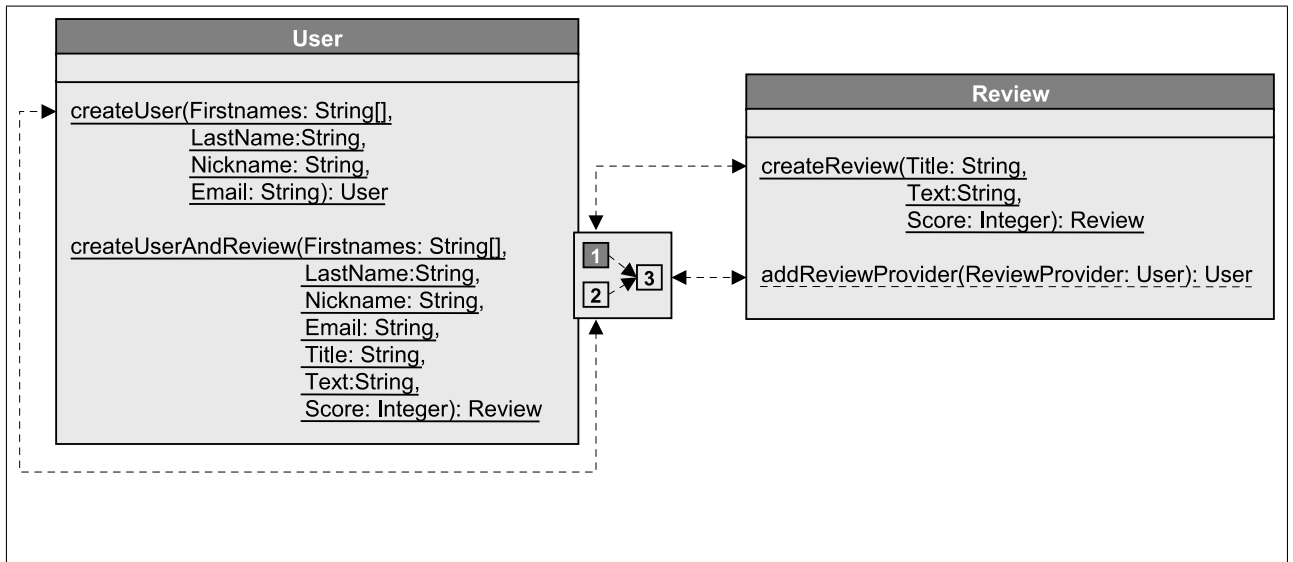 User
createUser(Firstnames: String[],
LastName:String,
Nickname: String,
Email: String): User
createUserAndReview(Firstnames: String[],
LastName:String,
Nickname: String,
Email: String,
Title: String,
Text:String,
Score: Integer): Review
1
2
3
Review
createReview(Title: String,
Text:String,
Score: Integer): Review
addReviewProvider(ReviewProvider: User): User